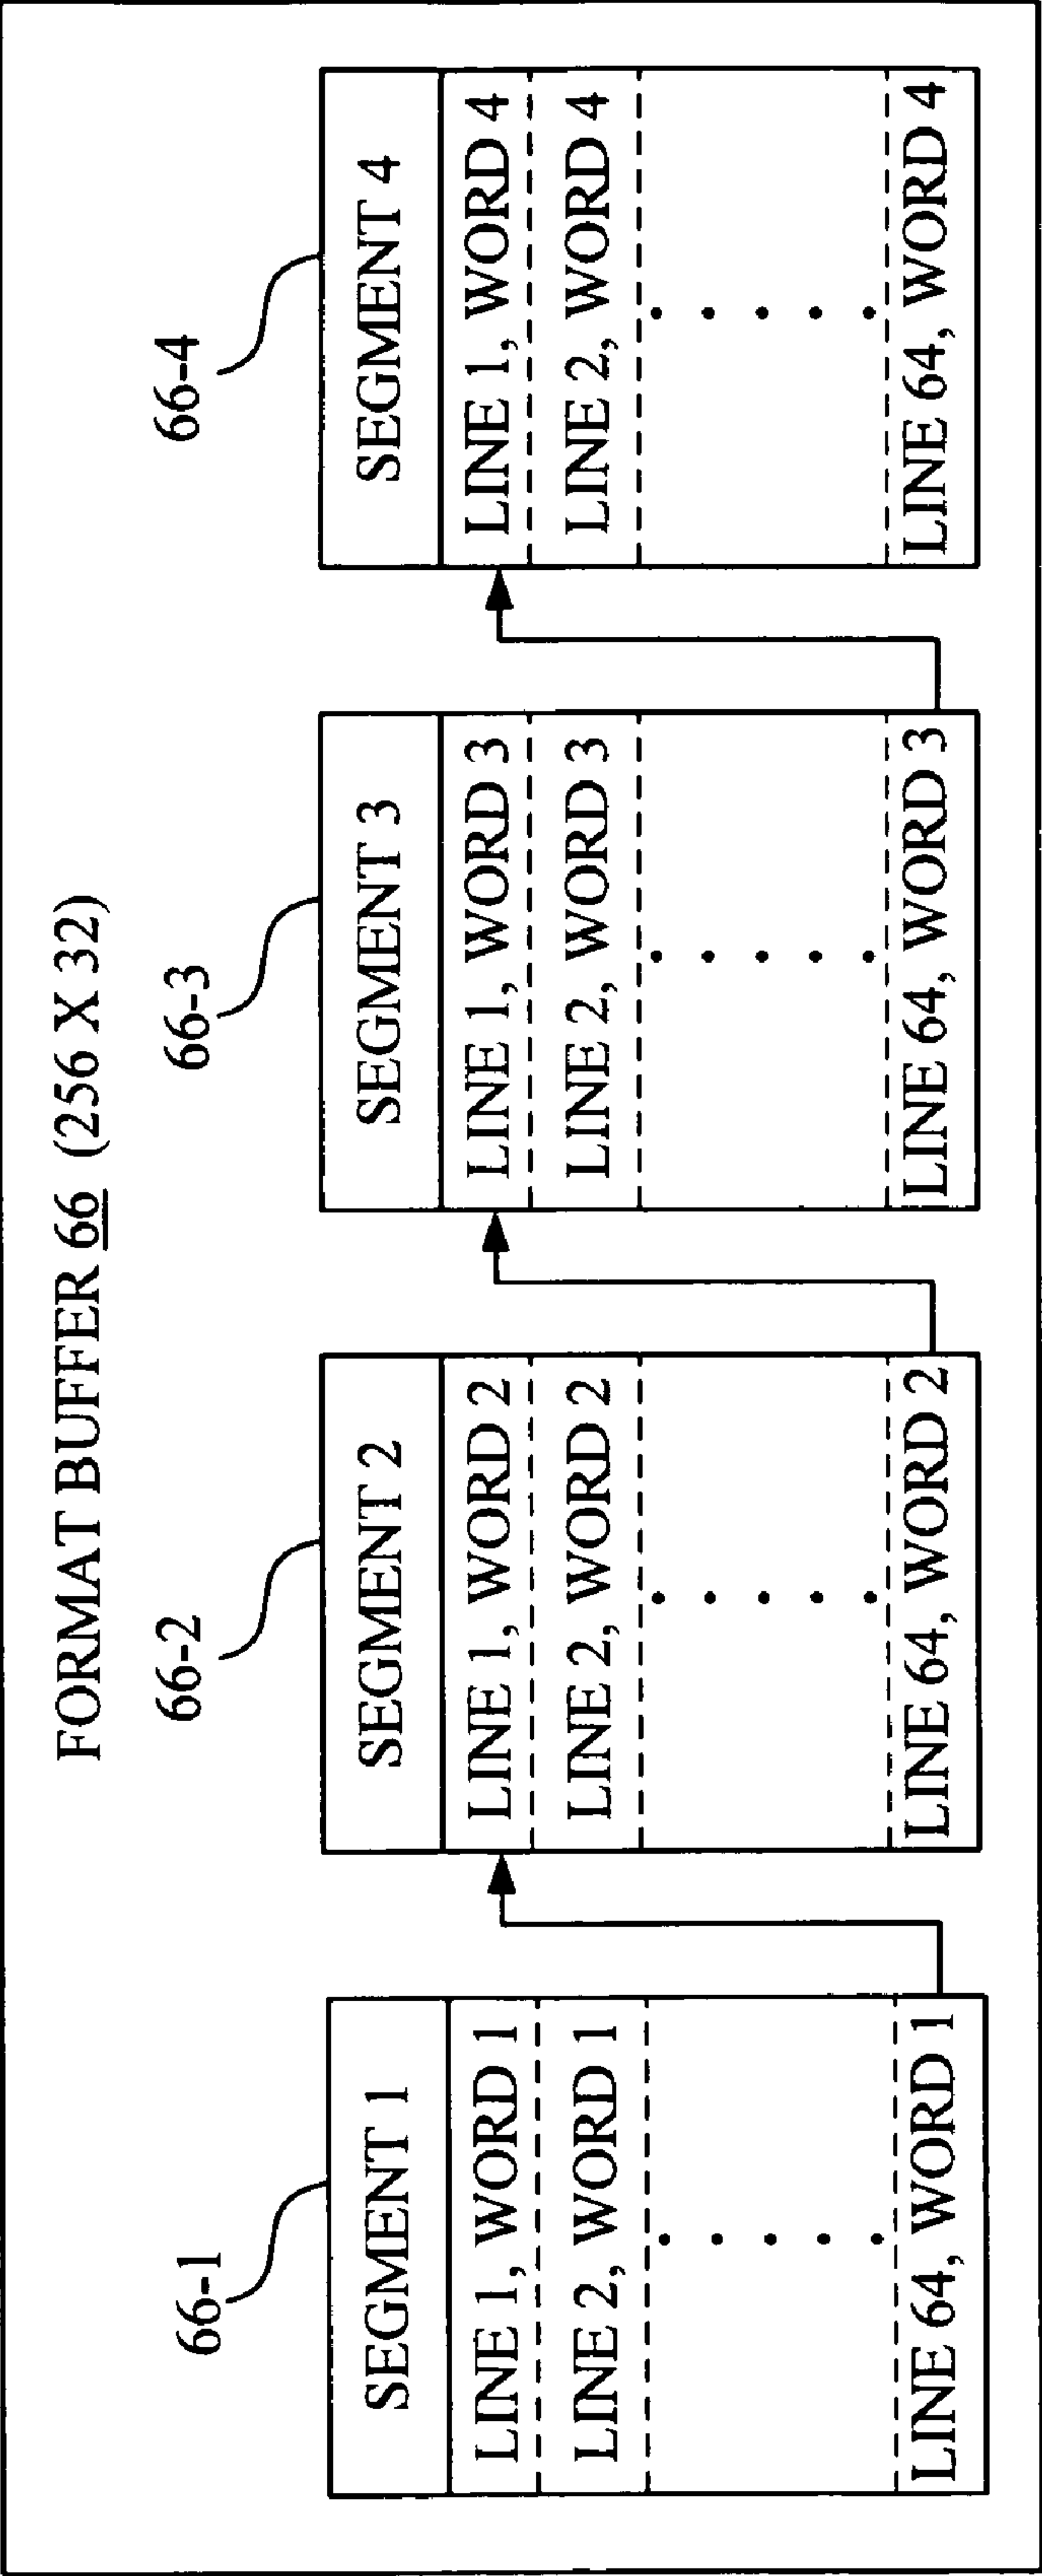 FORMAT BUFFER 66 (256 X 32)
66-1
SEGMENT 1
LINE 1, WORD 1
LINE 2, WORD 1
LINE 64, WORD 1
66-2
SEGMENT 2
LINE 1, WORD 2
LINE 2, WORD 2
LINE 64, WORD 2
66-3
SEGMENT 3
LINE 1, WORD 3
LINE 2, WORD 3
LINE 64, WORD 3
66-4
SEGMENT 4
LINE 1, WORD 4
LINE 2, WORD 4
LINE 64, WORD 4